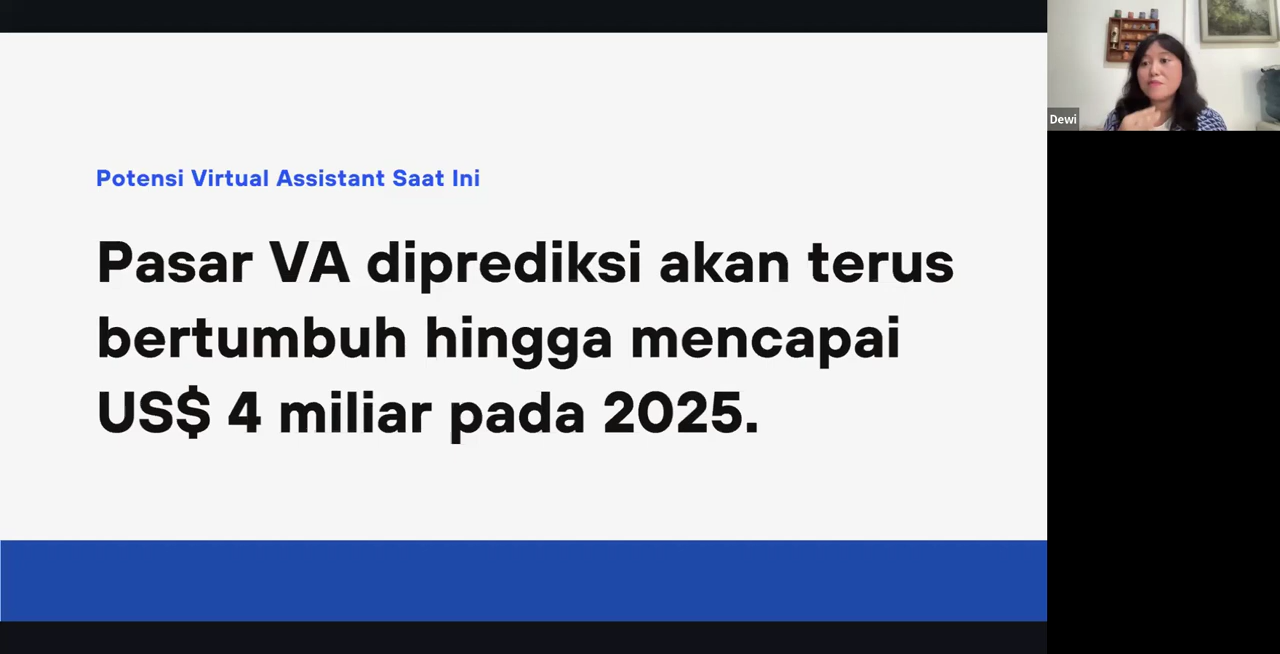 Potensi Virtual Assistant Saat Ini
Pasar VA diprediksi akan terus
bertumbuh hingga mencapai
US$ 4 miliar pada 2025.
Dewi